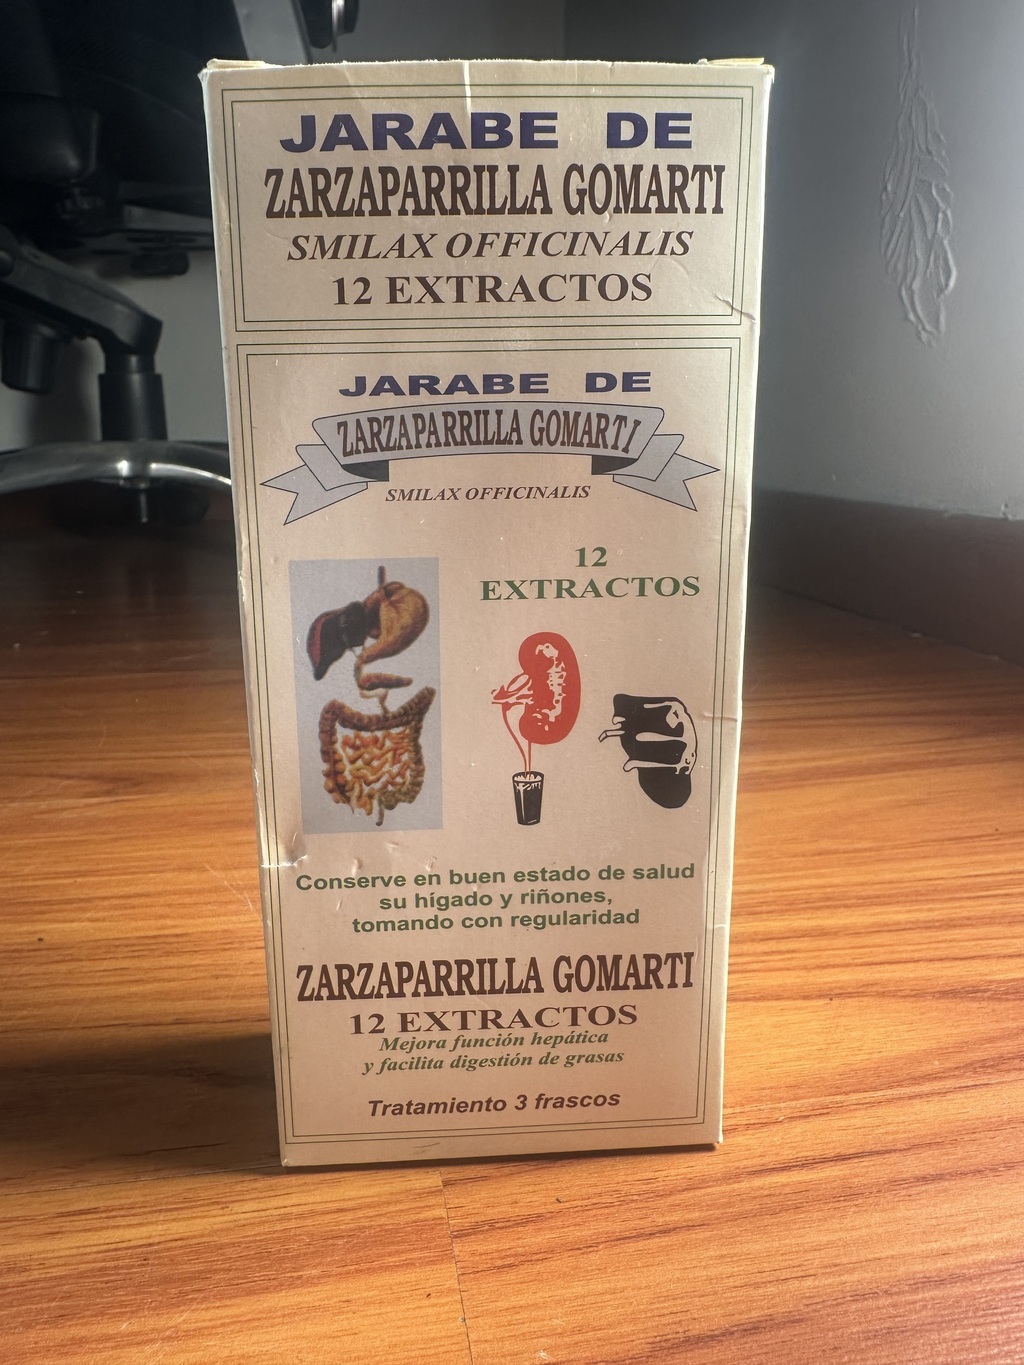 JARABE DE
ZARZAPARRILLA GOMARTI
SMILAX OFFICINALIS
12 EXTRACTOS
JARABE DE
ZARZAPARRILLA GOMARTI
SMILAX OFFICINALIS
12
EXTRACTOS
Conserve en buen estado de salud
su hígado y riñones,
tomando con regularidad
ZARZAPARRILLA GOMARTI
12 EXTRACTOS
Mejora función hepática
y facilita digestión de grasas
Tratamiento 3 frascos